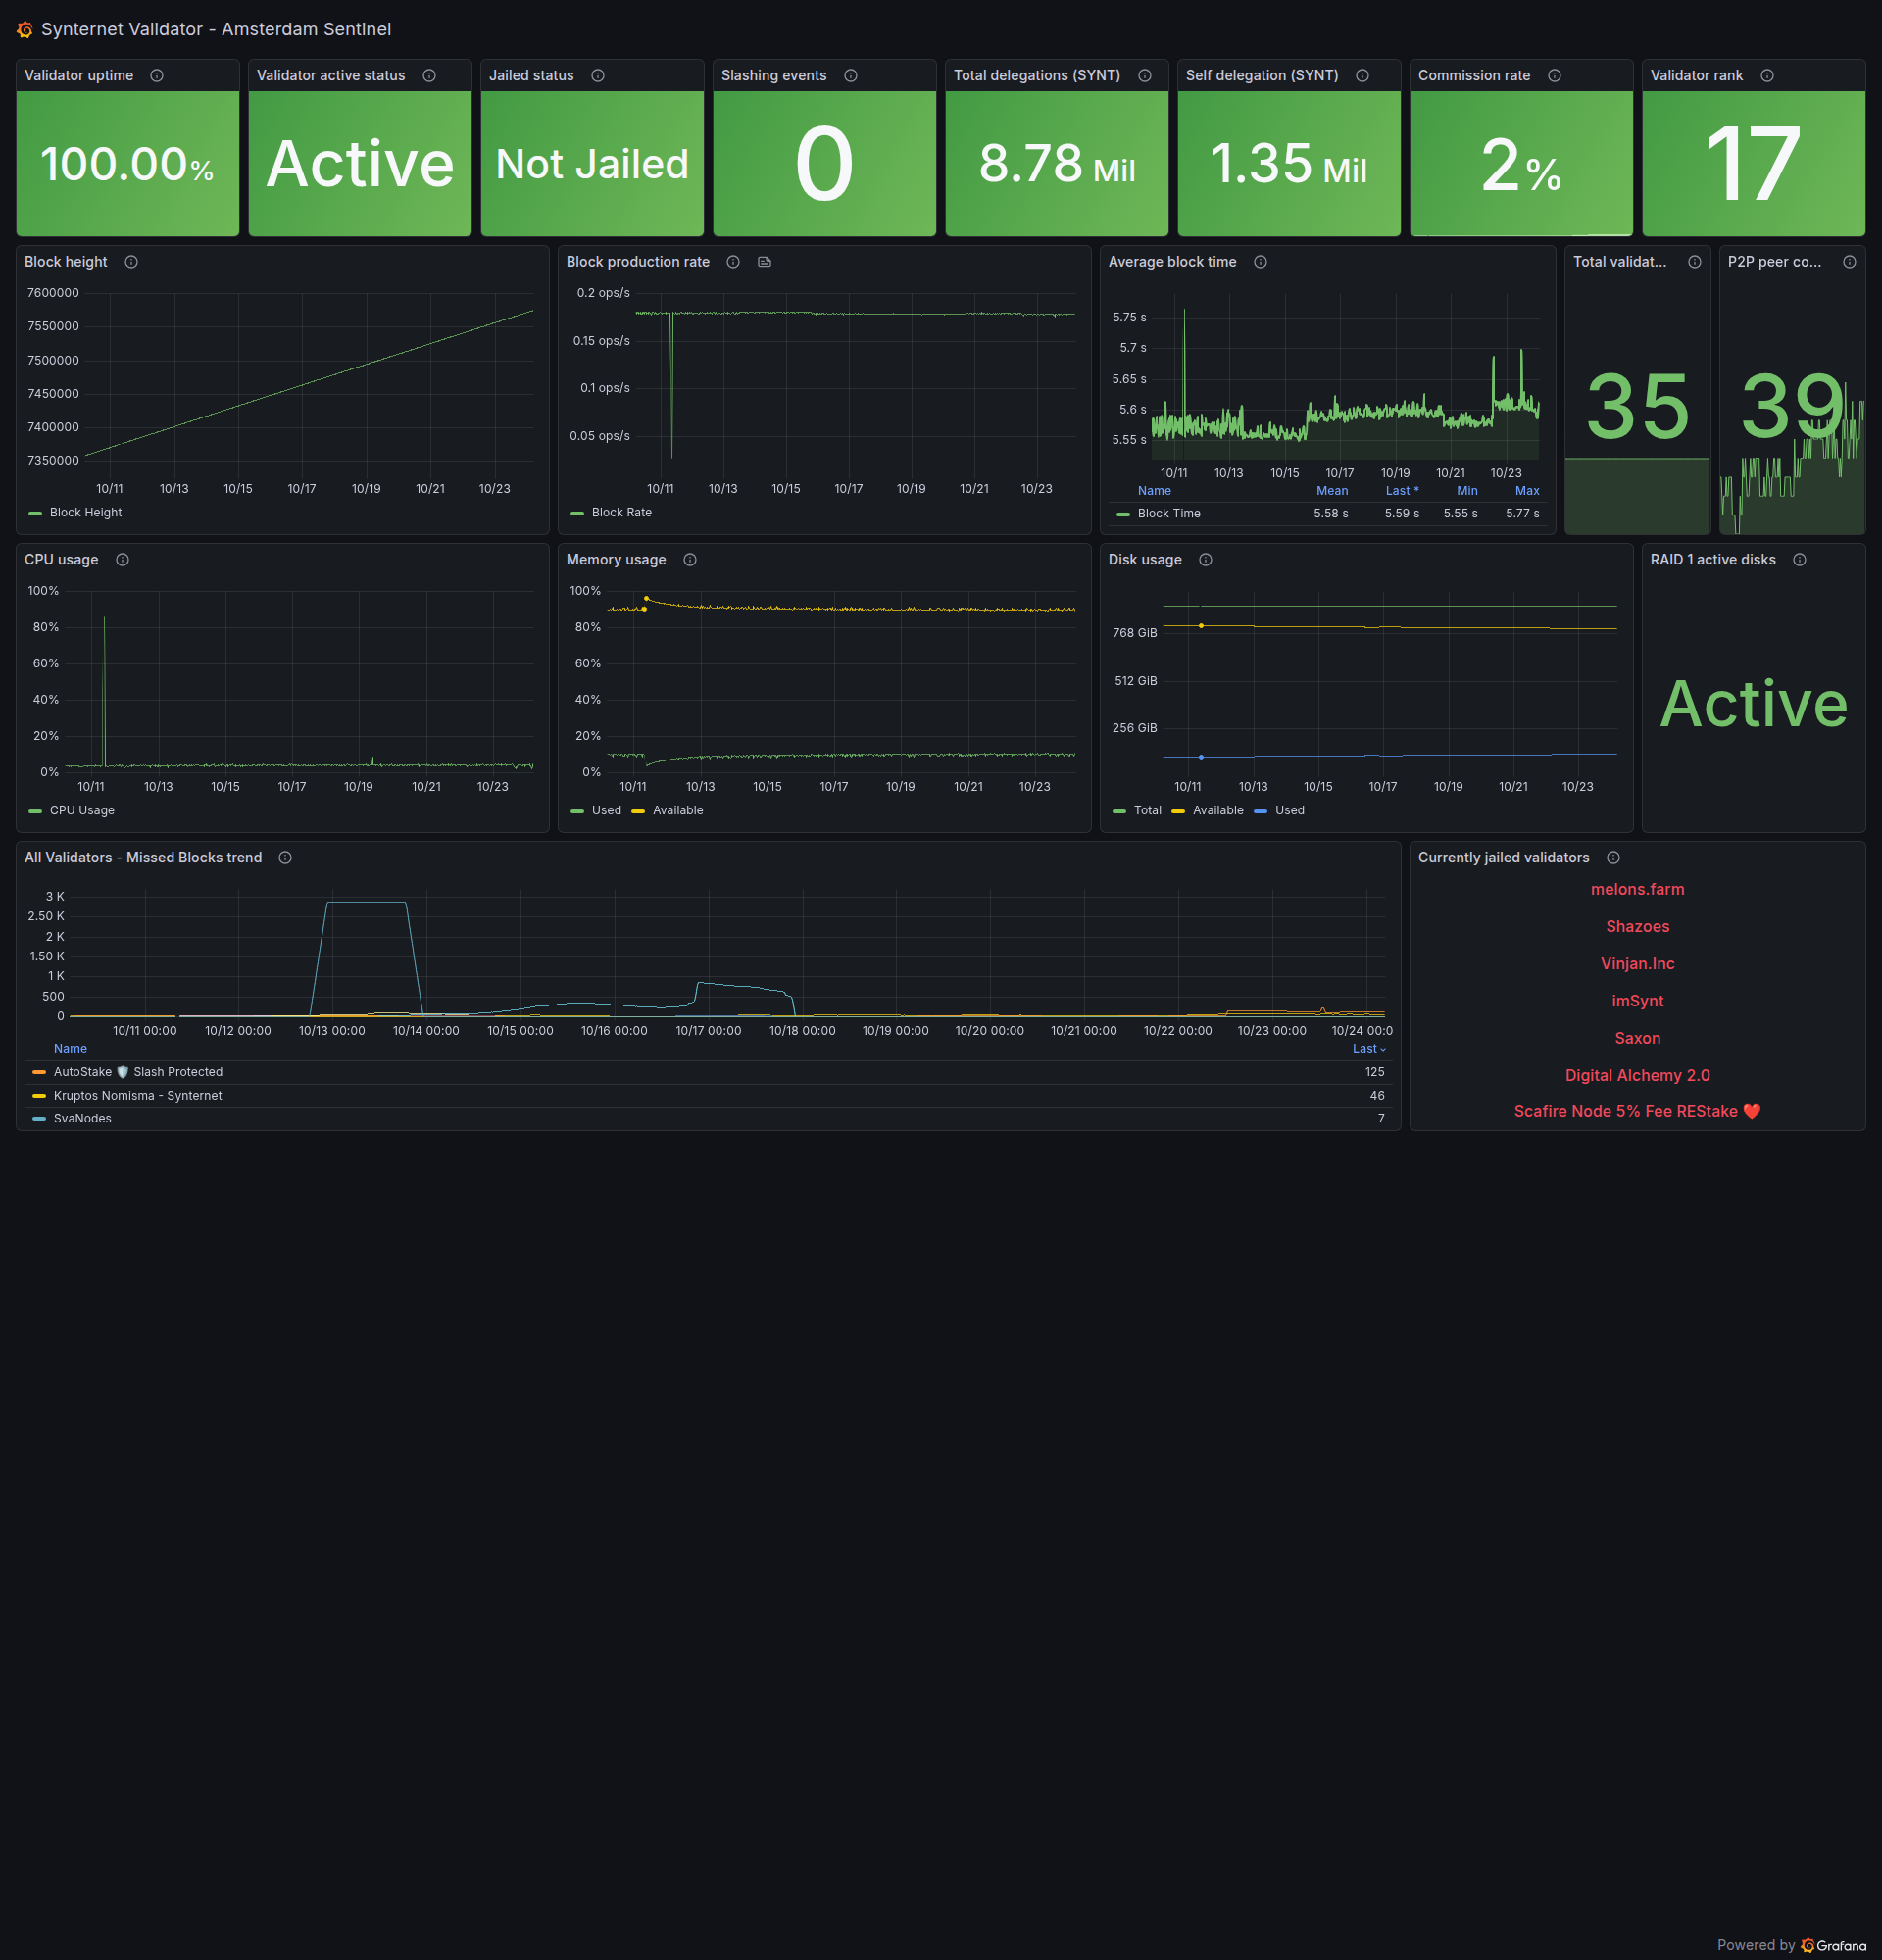 Synternet Validator - Amsterdam Sentinel
Validator uptime
Validator active status
Jailed status
Slashing events
Total delegations (SYNT)
Self delegation (SYNT)
Commission rate
Validator rank
100.00%
Active
Not Jailed
0
8.78 Mil
1.35 Mil
2%
17
Block height
7600000
7550000
7500000
7450000
7400000
7350000
10/11 10/13 10/15 10/17 10/19 10/21 10/23
Block Height
Block production rate
0.2 ops/s
0.15 ops/s
0.1 ops/s
0.05 ops/s
10/11 10/13 10/15 10/17 10/19 10/21 10/23
Block Rate
Average block time
5.75 s
5.7 s
5.65 s
5.6 s
5.55 s
10/11 10/13 10/15 10/17 10/19 10/21 10/23
Name Mean Last * Min Max
Block TIme 5.58 s 5.59 s 5.55 s 5.77 s
Total validat...
35
P2P peer co...
39
CPU usage
100%
80%
60%
40%
20%
0%
10/11 10/13 10/15 10/17 10/19 10/21 10/23
CPU Usage
Memory usage
100%
80%
60%
40%
20%
0%
10/11 10/13 10/15 10/17 10/19 10/21 10/23
Used Available
Disk usage
768 GiB
512 GiB
256 GiB
10/11 10/13 10/15 10/17 10/19 10/21 10/23
Total Available Used
RAID 1 active disks
Active
All Validators - Missed Blocks trend
3 K
2.50 K
2 K
1.50 K
1 K
500
0
10/11 00:00 10/12 00:00 10/13 00:00 10/14 00:00 10/15 00:00 10/16 00:00 10/17 00:00 10/18 00:00 10/19 00:00 10/20 00:00 10/21 00:00 10/22 00:00 10/23 00:00 10/24 00:0
Name Last
AutoStake 🛡️ Slash Protected 125
Kruptos Nomisma - Synternet 46
SvaNodes 7
Currently jailed validators
melons.farm
Shazoes
Vinjan.Inc
imSynt
Saxon
Digital Alchemy 2.0
Scafire Node 5% Fee REStake ❤️
Powered by Grafana